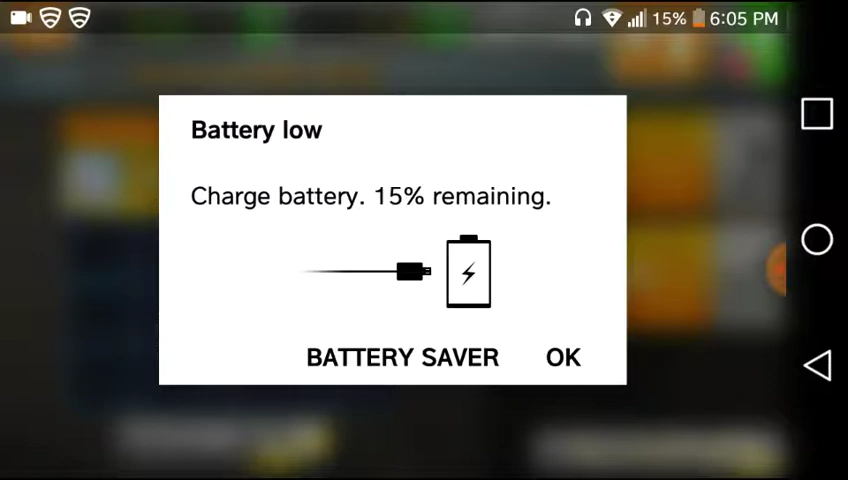 15% 6:05 PM
Battery low
Charge battery. 15% remaining.
BATTERY SAVER OK